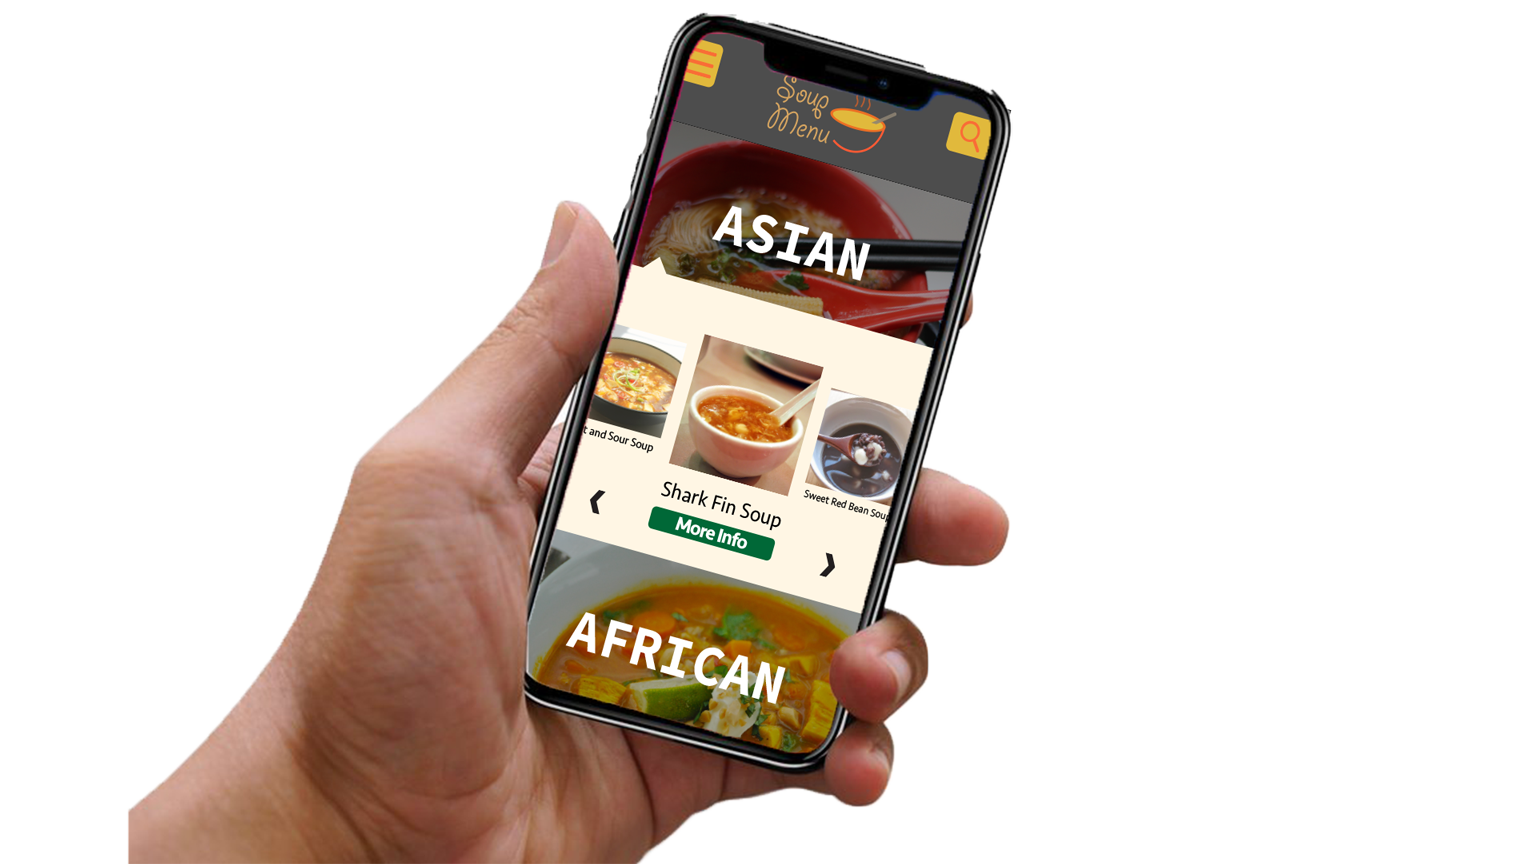 Soup
Menu
ASIAN
t and Sour Soup
Shark Fin Soup
Sweet Red Bean Soup
More Info
AFRICAN